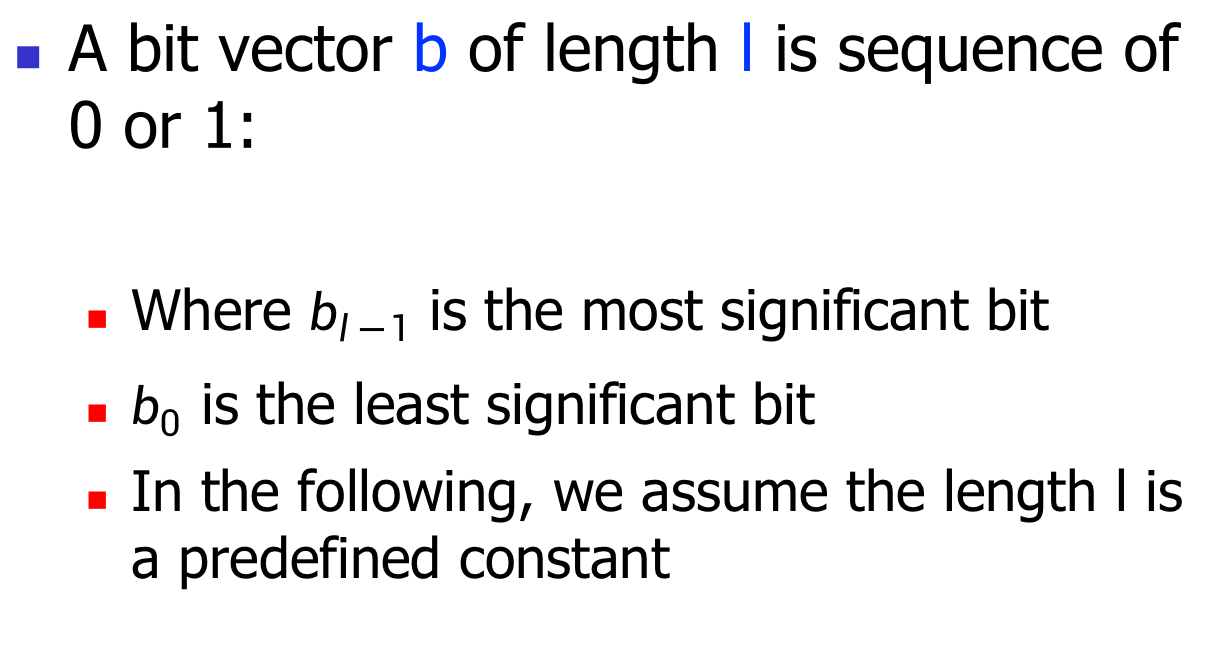 A bit vector b of length l is sequence of
0 or 1:
Where b_{l-1} is the most significant bit
b_0 is the least significant bit
In the following, we assume the length l is
a predefined constant